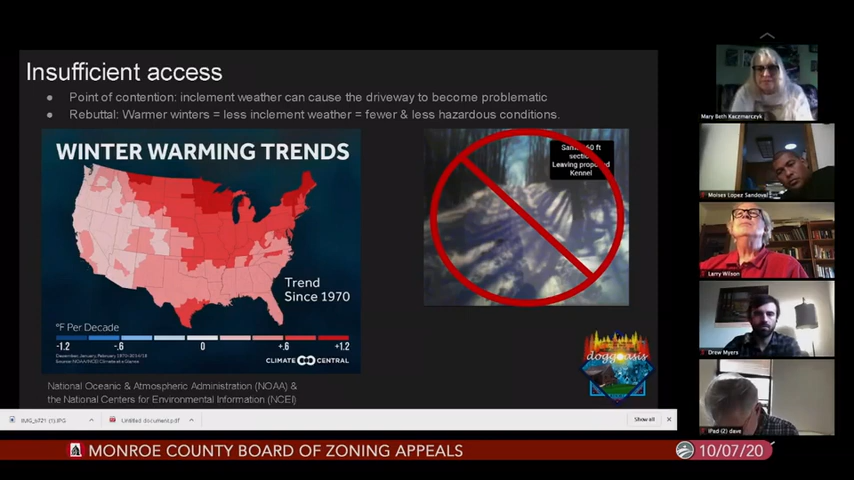 Insufficient access
● Point of contention: inclement weather can cause the driveway to become problematic
● Rebuttal: Warmer winters = less inclement weather = fewer & less hazardous conditions.
WINTER WARMING TRENDS
Trend
Since 1970
°F Per Decade
-1.2 -.6 0 +.6 +1.2
CLIMATE CENTRAL
60 ft
Leaving proposed
Kennel
doggoasis
National Oceanic & Atmospheric Administration (NOAA) &
the National Centers for Environmental Information (NCEI)
Untitled document.pdf
Show all
Mary Beth Kaczmarczyk
Moises Lopez Sandoval
Larry Wilson
Drew Myers
iPad (2) dave
MONROE COUNTY BOARD OF ZONING APPEALS
10/07/20